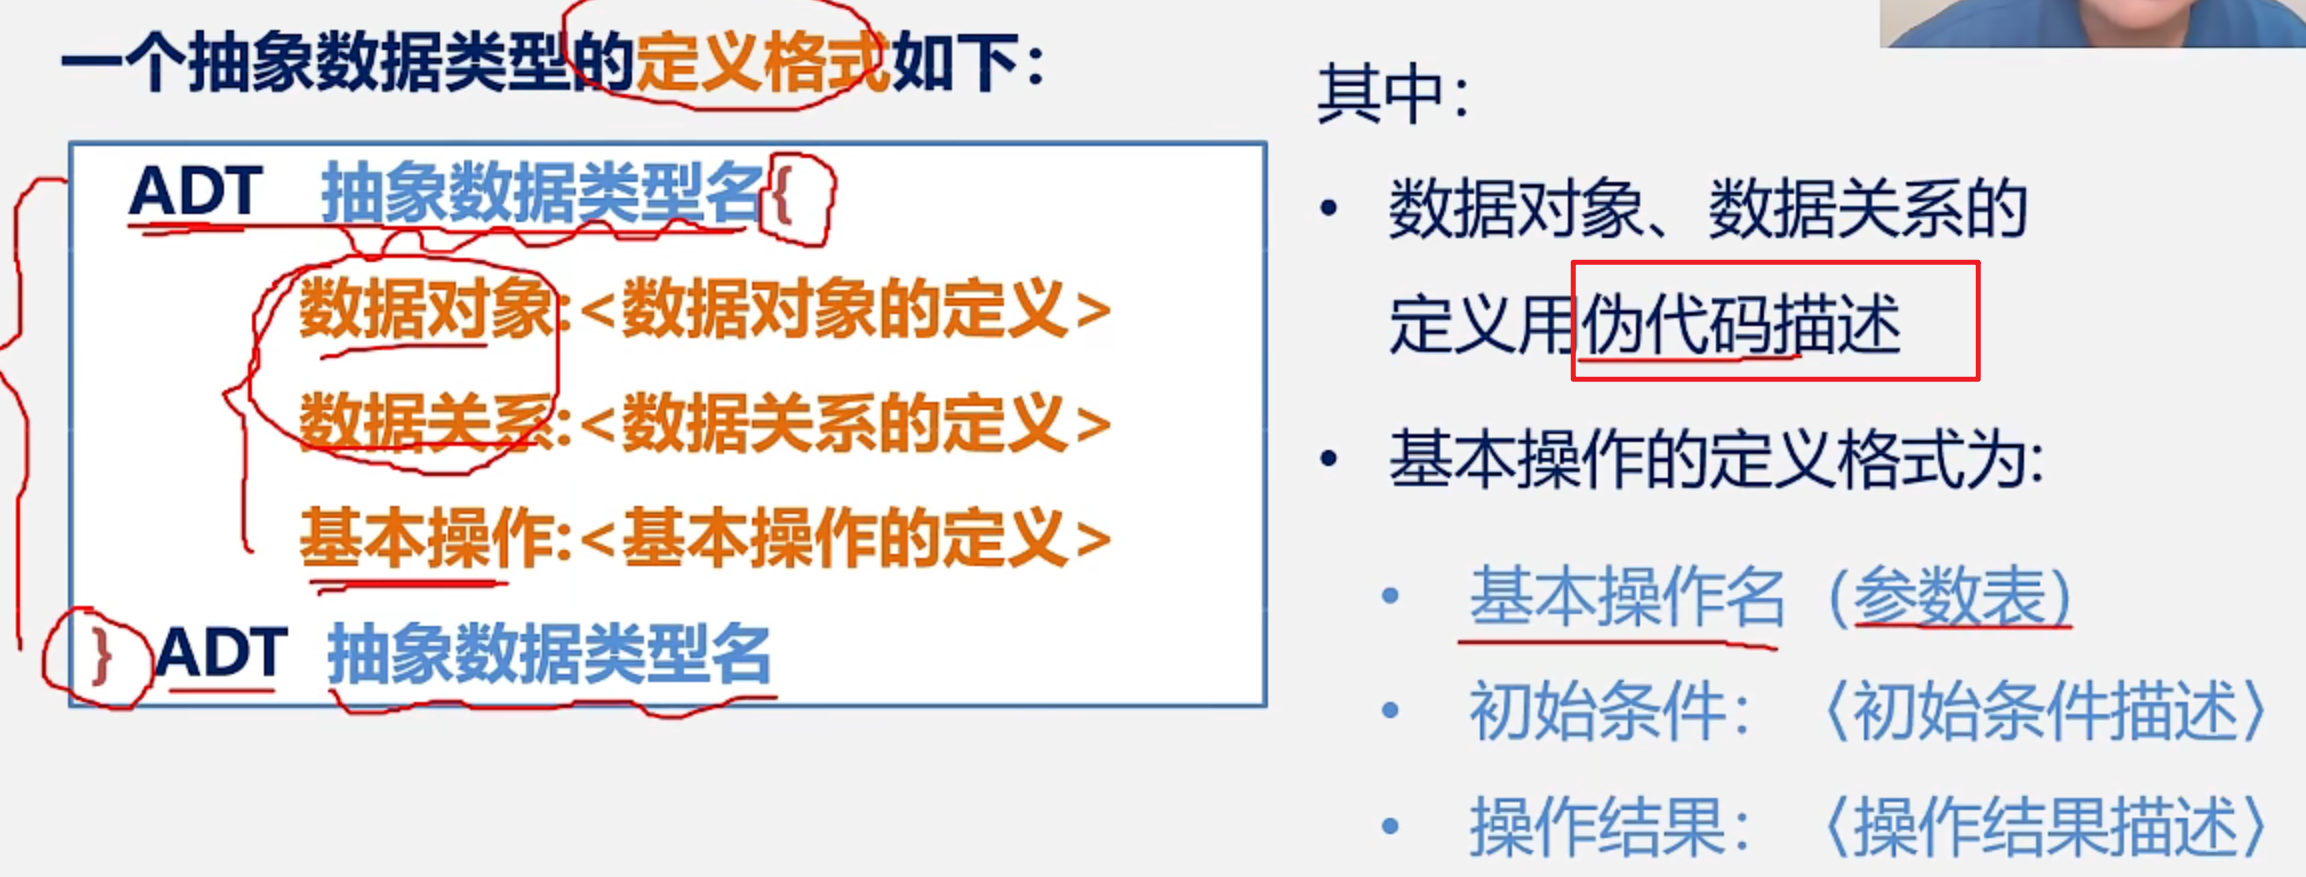 一个抽象数据类型的定义格式如下：
ADT 抽象数据类型名{
数据对象:<数据对象的定义>
数据关系:<数据关系的定义>
基本操作:<基本操作的定义>
} ADT 抽象数据类型名
其中：
• 数据对象、数据关系的
定义用伪代码描述
• 基本操作的定义格式为:
• 基本操作名（参数表）
• 初始条件：〈初始条件描述〉
• 操作结果：〈操作结果描述〉